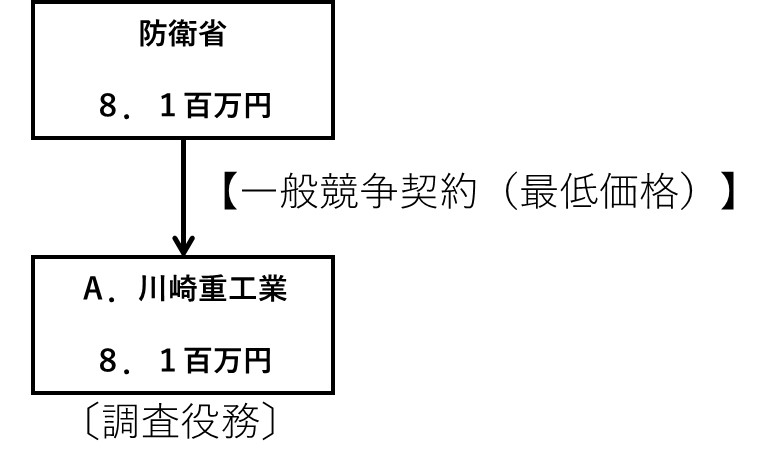 防衛省
８．１百万円
【一般競争契約（最低価格）】
A．川崎重工業
８．１百万円
〔調査役務〕